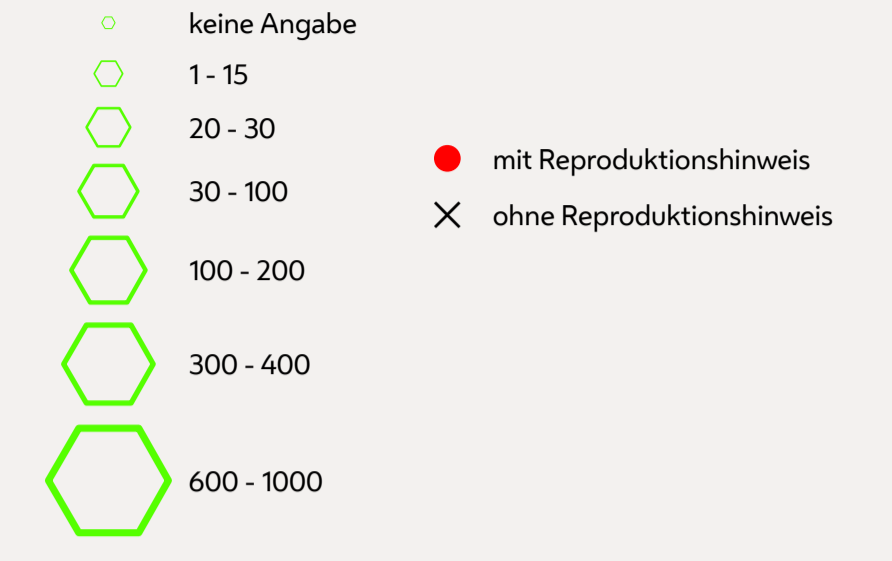 keine Angabe
1 - 15
20 - 30
30 - 100
100 - 200
300 - 400
600 - 1000
mit Reproduktionshinweis
ohne Reproduktionshinweis